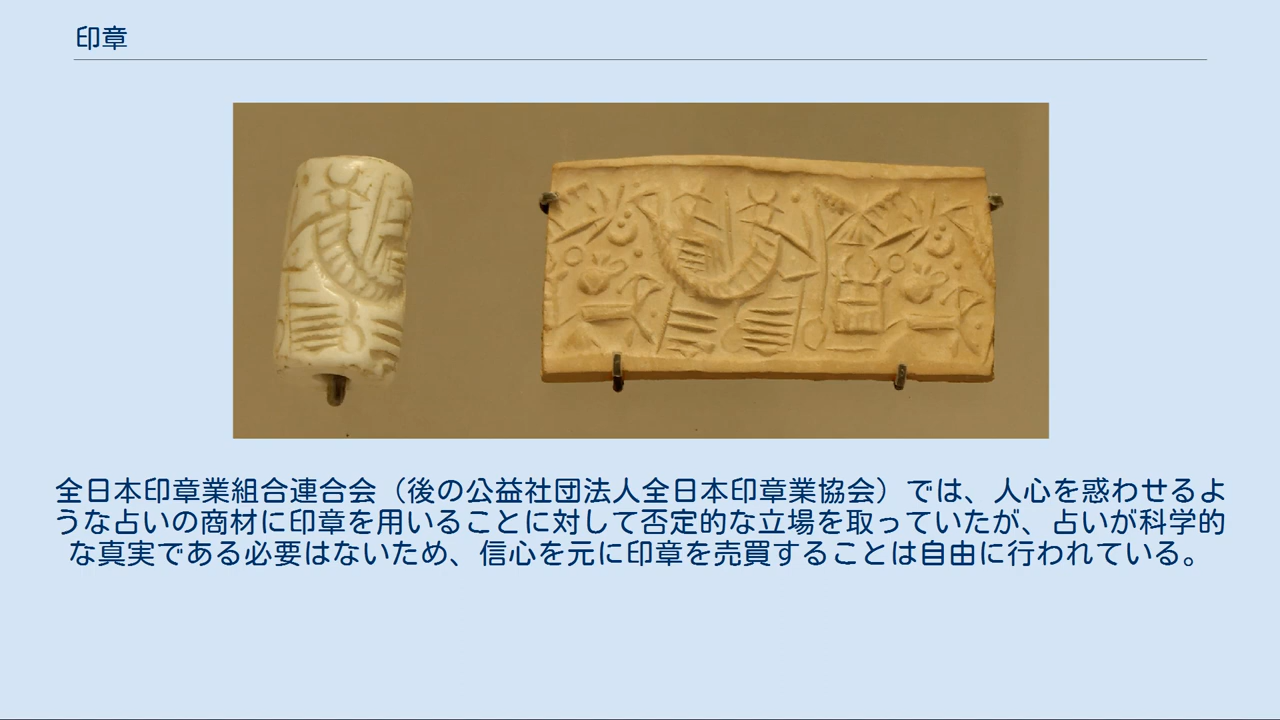 印章
全日本印章業組合連合会（後の公益社団法人全日本印章業協会）では、人心を惑わせるよ
うな占いの商材に印章を用いることに対して否定的な立場を取っていたが、占いが科学的
な真実である必要はないため、信心を元に印章を売買することは自由に行われている。